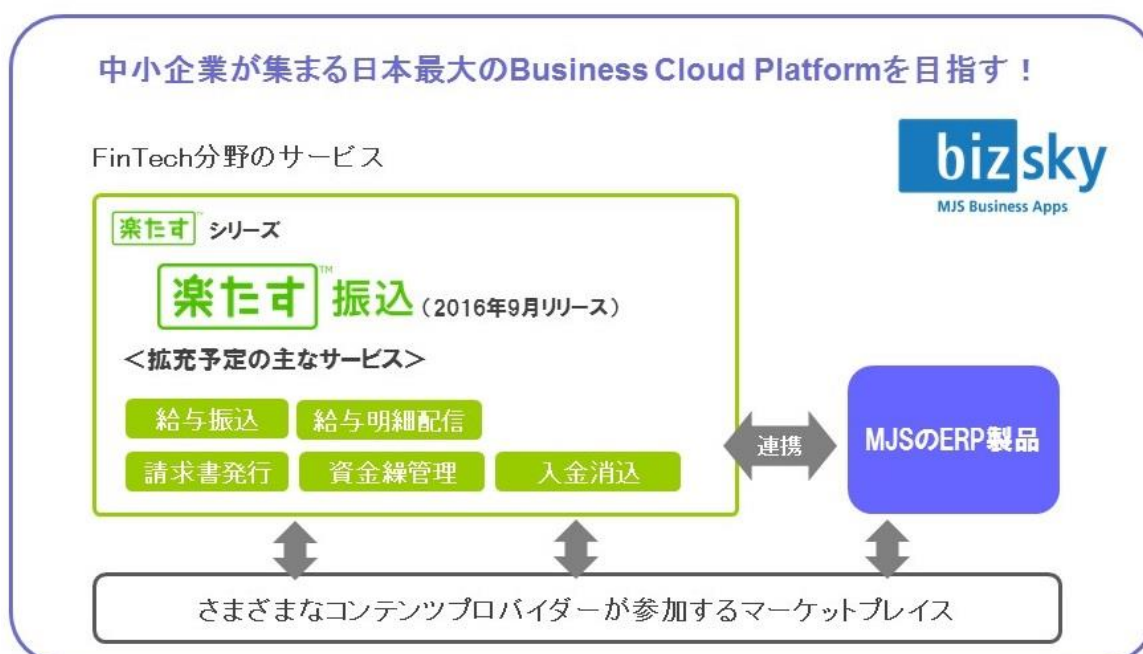 中小企業が集まる日本最大のBusiness Cloud Platformを目指す！
FinTech分野のサービス
bizsky
MJS Business Apps
楽たす™ シリーズ
楽たす™ 振込（2016年9月リリース）
＜拡充予定の主なサービス＞
給与振込 給与明細配信
請求書発行 資金繰管理 入金消込
連携
MJSのERP製品
さまざまなコンテンツプロバイダーが参加するマーケットプレイス